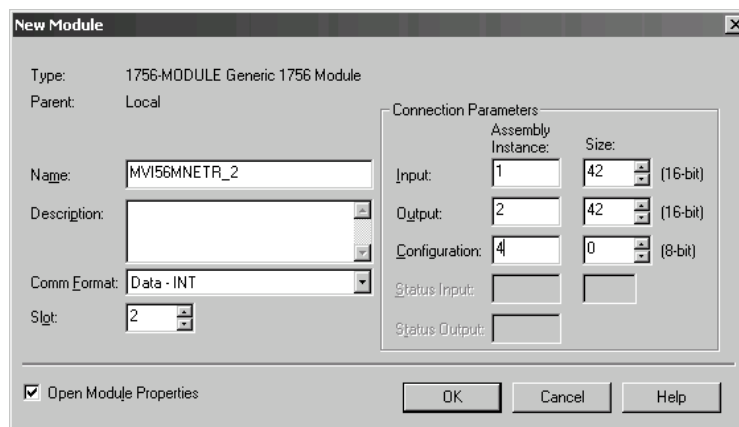 New Module
Type: 1756-MODULE Generic 1756 Module
Parent: Local
Connection Parameters
Assembly Instance: Size:
Name: MVI56MNETR_2
Input: 1 42 (16-bit)
Description:
Output: 2 42 (16-bit)
Configuration: 4 0 (8-bit)
Comm Format: Data - INT
Status Input:
Slot: 2
Status Output:
Open Module Properties
OK Cancel Help